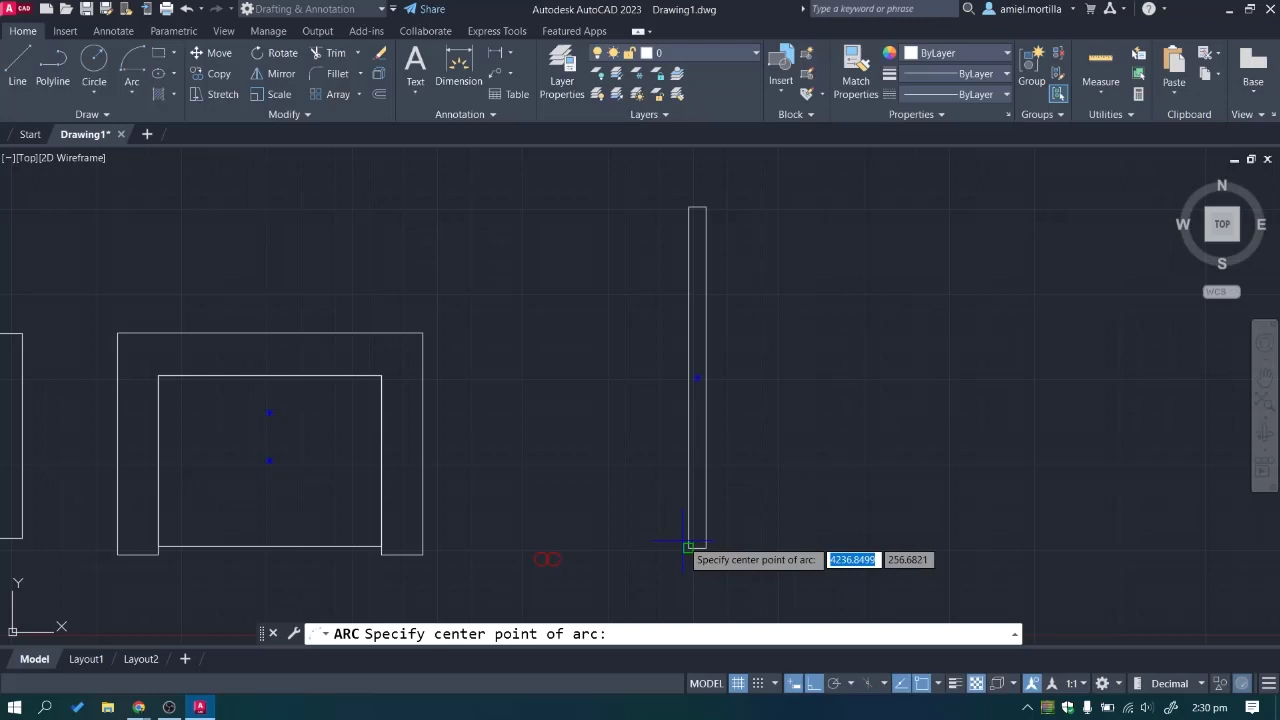 CAD
Drafting & Annotation
Share
Autodesk AutoCAD 2023 Drawing1.dwg
Type a keyword or phrase
amiel.mortilla
Home Insert Annotate Parametric View Manage Output Add-ins Collaborate Express Tools Featured Apps
Line Polyline Circle Arc
Move Rotate Trim
Copy Mirror Fillet
Stretch Scale Array
Text Dimension Table
Layer Properties
0
Insert
Match Properties
ByLayer
ByLayer
ByLayer
Group
Measure
Paste
Base
Draw Modify Annotation Layers Block Properties Groups Utilities Clipboard View
Start Drawing1*
[−][Top][2D Wireframe]
N
W TOP E
S
WCS
Specify center point of arc: 4236.8499 256.6821
Y
X
ARC Specify center point of arc:
Model Layout1 Layout2
MODEL 1:1 Decimal
2:30 pm